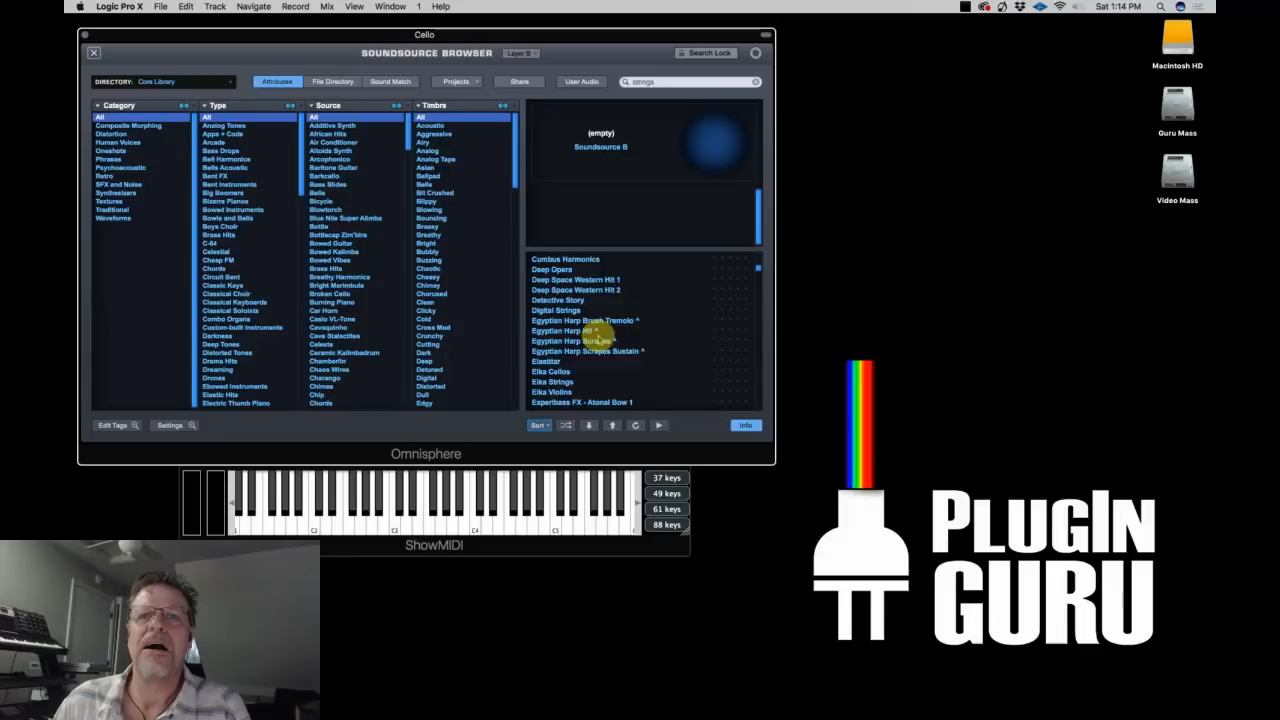 Logic Pro X File Edit Track Navigate Record Mix View Window 1 Help
Sat 1:14 PM
Cello
SOUNDSOURCE BROWSER Layer B Search Lock
DIRECTORY: Core Library Attributes File Directory Sound Match Projects Share User Audio strings
Category Type Source Timbre
All
Composite Morphing
Distortion
Human Voices
Oneshots
Phrases
Psychoacoustic
Retro
SFX and Noise
Synthesizers
Textures
Traditional
Waveforms
All
Analog Tones
Apps + Code
Arcade
Bass Drops
Bell Harmonics
Bells Acoustic
Bent FX
Bent Instruments
Big Boomers
Bizarre Pianos
Bowed Instruments
Bowls and Bells
Boys Choir
Brass Hits
C-64
Celestial
Cheap FM
Chords
Circuit Bent
Classic Keys
Classical Choir
Classical Keyboards
Classical Soloists
Combo Organs
Custom-built Instruments
Darkness
Deep Tones
Distorted Tones
Drama Hits
Dreaming
Drones
Ebowed Instruments
Elastic Hits
Electric Thumb Piano
All
Additive Synth
African Hits
Air Conditioner
Altoids Synth
Arcophonico
Baritone Guitar
Barkcello
Bass Slides
Bells
Bicycle
Blowtorch
Blue Nile Super Alimba
Bottle
Bottlecap Zim'bira
Bowed Guitar
Bowed Kalimba
Bowed Vibes
Brass Hits
Breathy Harmonica
Bright Marimbula
Broken Cello
Burning Piano
Car Horn
Casio VL-Tone
Cavaquinho
Cave Stalactites
Celeste
Ceramic Kalimbadrum
Chamberlin
Chaos Wires
Charango
Chimes
Chip
Chords
All
Acoustic
Aggressive
Airy
Analog
Analog Tape
Asian
Bellpad
Bells
Bit Crushed
Blippy
Blowing
Bouncing
Brassy
Breathy
Bright
Bubbly
Buzzing
Chaotic
Cheesy
Chimey
Chorused
Clean
Clicky
Cold
Cross Mod
Crunchy
Cutting
Dark
Deep
Detuned
Digital
Distorted
Dull
Edgy
(empty)
Soundsource B
Cumbus Harmonics
Deep Opera
Deep Space Western Hit 1
Deep Space Western Hit 2
Detective Story
Digital Strings
Egyptian Harp Brush Tremolo ^
Egyptian Harp Hit ^
Egyptian Harp Scrapes ^
Egyptian Harp Scrapes Sustain ^
Elastitar
Elka Cellos
Elka Strings
Elka Violins
Experibass FX - Atonal Bow 1
Edit Tags Settings Sort Info
Omnisphere
37 keys
49 keys
61 keys
88 keys
C2 C3 C4 C5
ShowMIDI
Macintosh HD
Guru Mass
Video Mass
PLUGIN
GURU